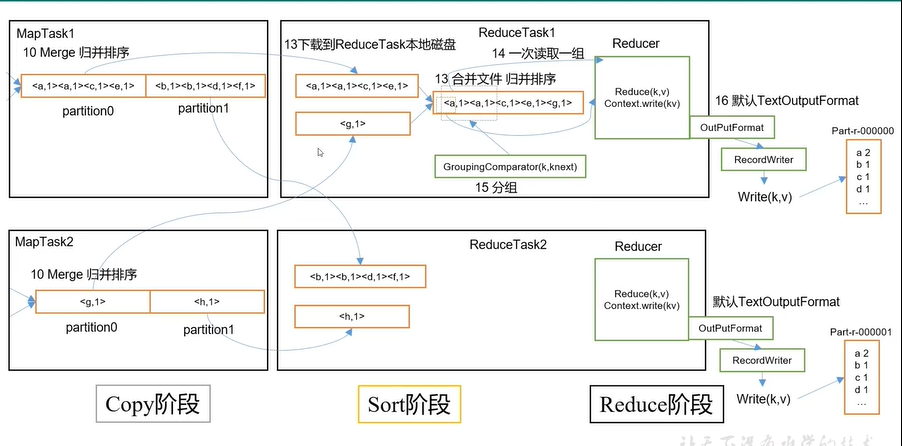 MapTask1
10 Merge 归并排序
<a,1><a,1><c,1><e,1>
<b,1><b,1><d,1><f,1>
partition0
partition1
ReduceTask1
13下载到ReduceTask本地磁盘
14 一次读取一组
<a,1><a,1><c,1><e,1>
13 合并文件 归并排序
<a,1><a,1><c,1><e,1><g,1>
<g,1>
GroupingComparator(k,knext)
15 分组
Reducer
Reduce(k,v)
Context.write(kv)
16 默认TextOutputFormat
OutPutFormat
RecordWriter
Write(k,v)
Part-r-000000
a 2
b 1
c 1
d 1
...
MapTask2
10 Merge 归并排序
<g,1>
<h,1>
partition0
partition1
ReduceTask2
<b,1><b,1><d,1><f,1>
<h,1>
Reducer
Reduce(k,v)
Context.write(kv)
默认TextOutputFormat
OutPutFormat
RecordWriter
Write(k,v)
Part-r-000001
a 2
b 1
c 1
d 1
...
Copy阶段
Sort阶段
Reduce阶段